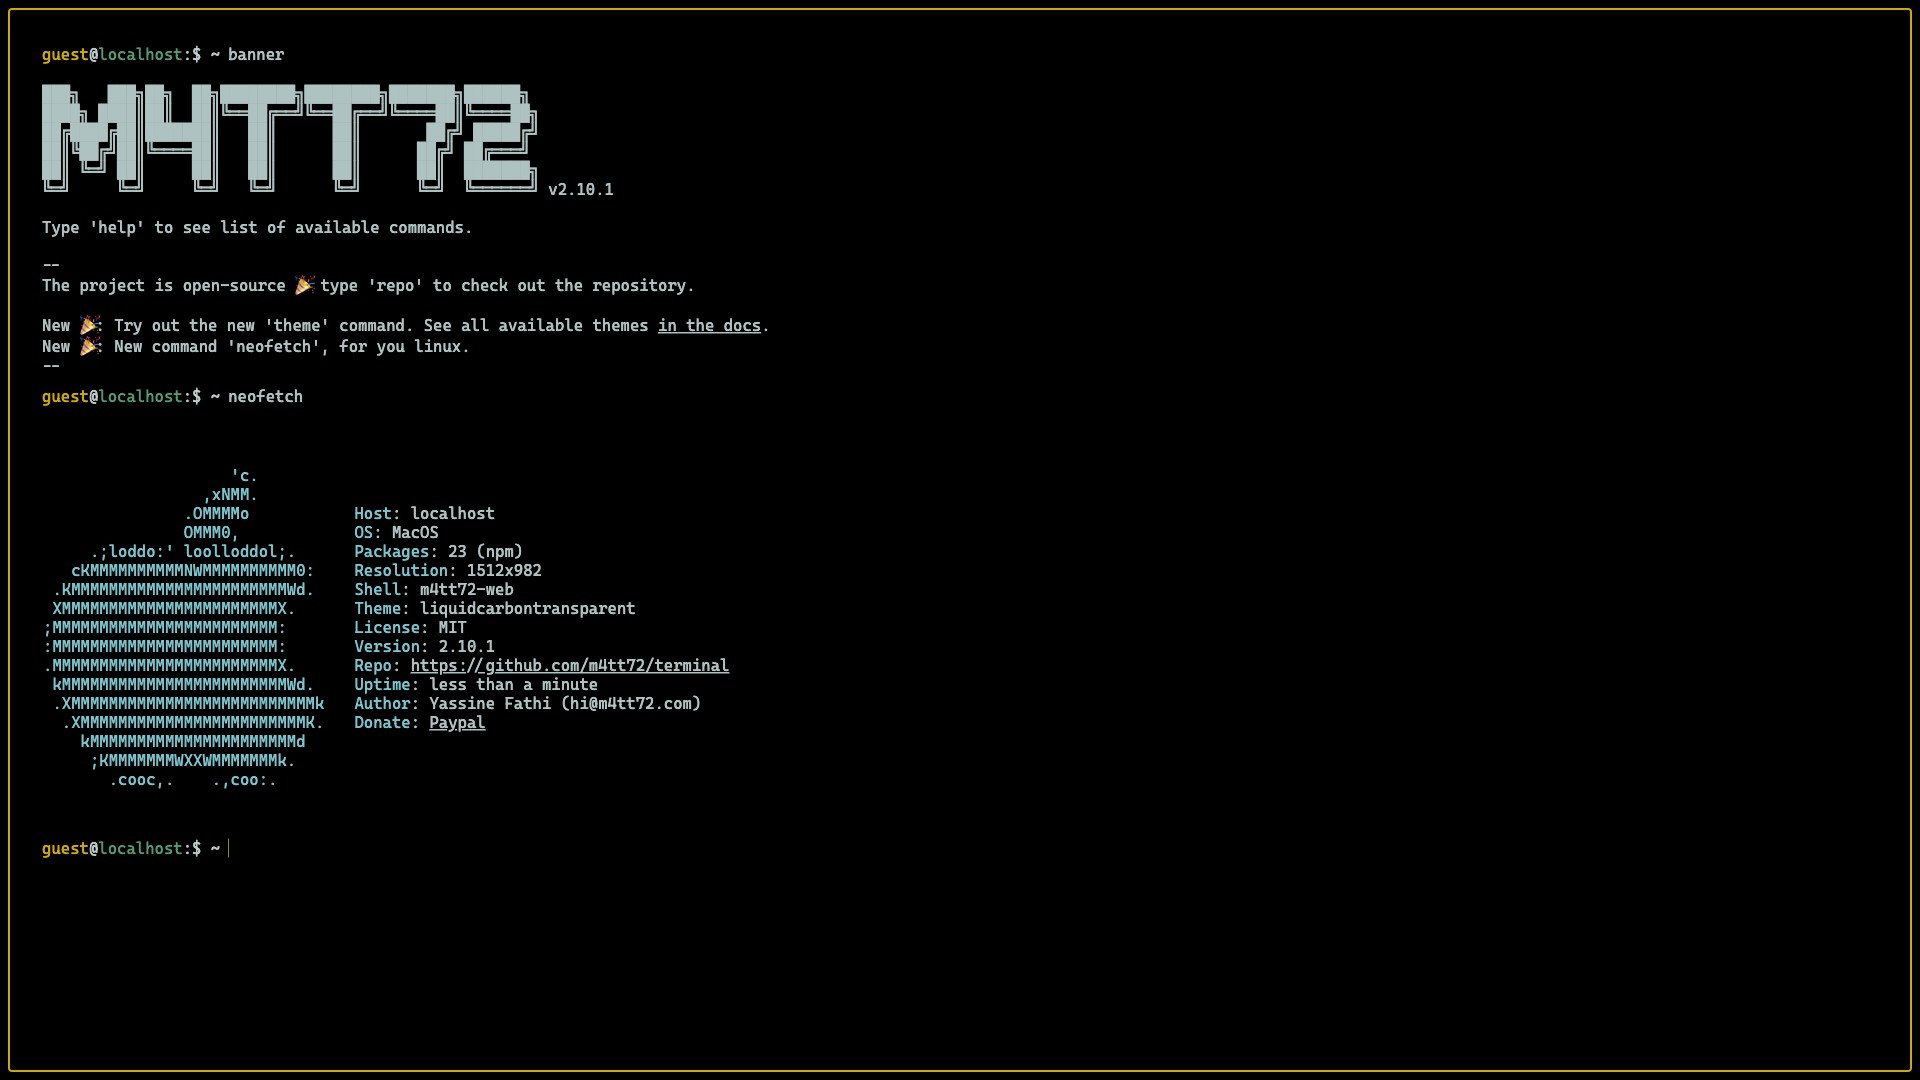 guest@localhost:$ ~ banner
M4TT72 v2.10.1
Type 'help' to see list of available commands.
--
The project is open-source 🎉 type 'repo' to check out the repository.
New 🎉: Try out the new 'theme' command. See all available themes in the docs.
New 🎉: New command 'neofetch', for you linux.
--
guest@localhost:$ ~ neofetch
'c.
,xNMM.
.OMMMMo Host: localhost
OMMM0, OS: MacOS
.;loddo:' loolloddol;. Packages: 23 (npm)
cKMMMMMMMMMMNWMMMMMMMMMM0: Resolution: 1512x982
.KMMMMMMMMMMMMMMMMMMMMMMMWd. Shell: m4tt72-web
XMMMMMMMMMMMMMMMMMMMMMMMX. Theme: liquidcarbontransparent
;MMMMMMMMMMMMMMMMMMMMMMMM: License: MIT
:MMMMMMMMMMMMMMMMMMMMMMMM: Version: 2.10.1
.MMMMMMMMMMMMMMMMMMMMMMMMX. Repo: https://github.com/m4tt72/terminal
kMMMMMMMMMMMMMMMMMMMMMMMMWd. Uptime: less than a minute
.XMMMMMMMMMMMMMMMMMMMMMMMMMMk Author: Yassine Fathi (hi@m4tt72.com)
.XMMMMMMMMMMMMMMMMMMMMMMMMK. Donate: Paypal
kMMMMMMMMMMMMMMMMMMMMMMd
;KMMMMMMMWXXWMMMMMMMk.
.cooc,. .,coo:.
guest@localhost:$ ~